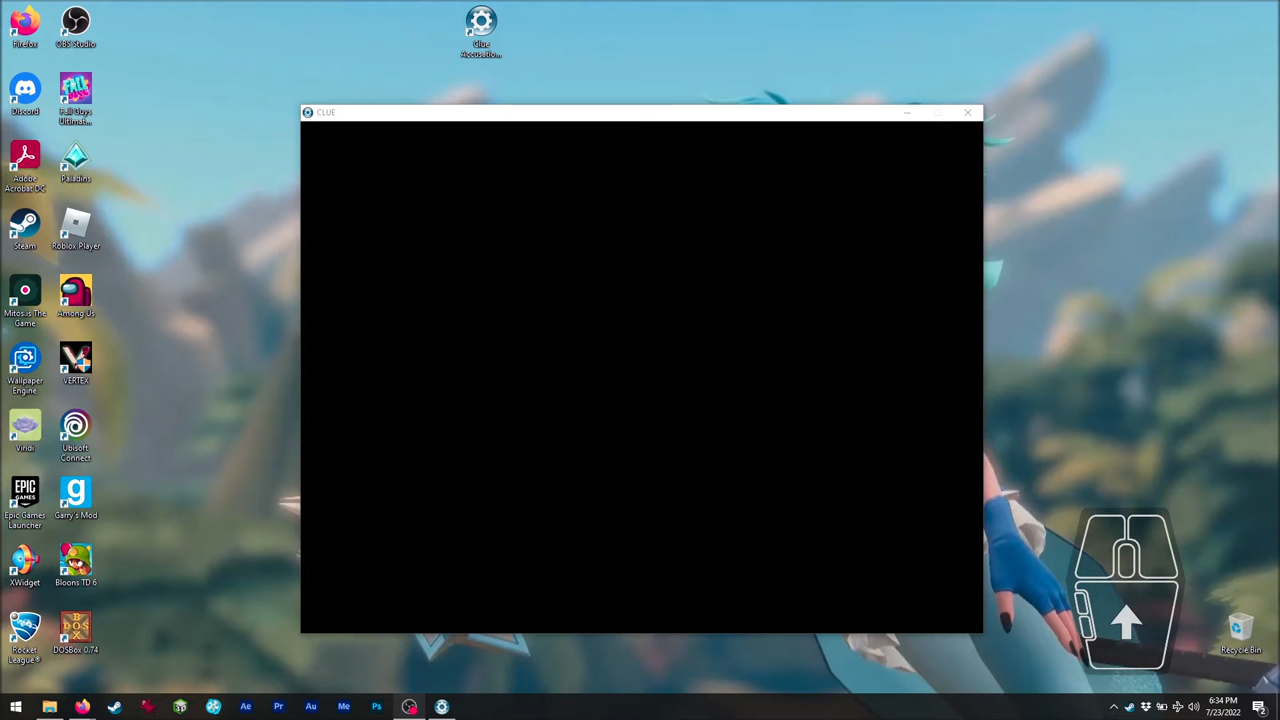 Firefox
OBS Studio
Clue
Accusatio...
Discord
Fall Guys
Ultimat...
Adobe
Acrobat DC
Paladins
Steam
Roblox Player
Mitos.is The
Game
Among Us
Wallpaper
Engine
VERTEX
Viridi
Ubisoft
Connect
EPIC
GAMES
Epic Games
Launcher
g
Garry's Mod
XWidget
Bloons TD 6
Rocket
League®
DOS
BOX
DOSBox 0.74
CLUE
Recycle Bin
Ae
Pr
Au
Me
Ps
6:34 PM
7/23/2022
2